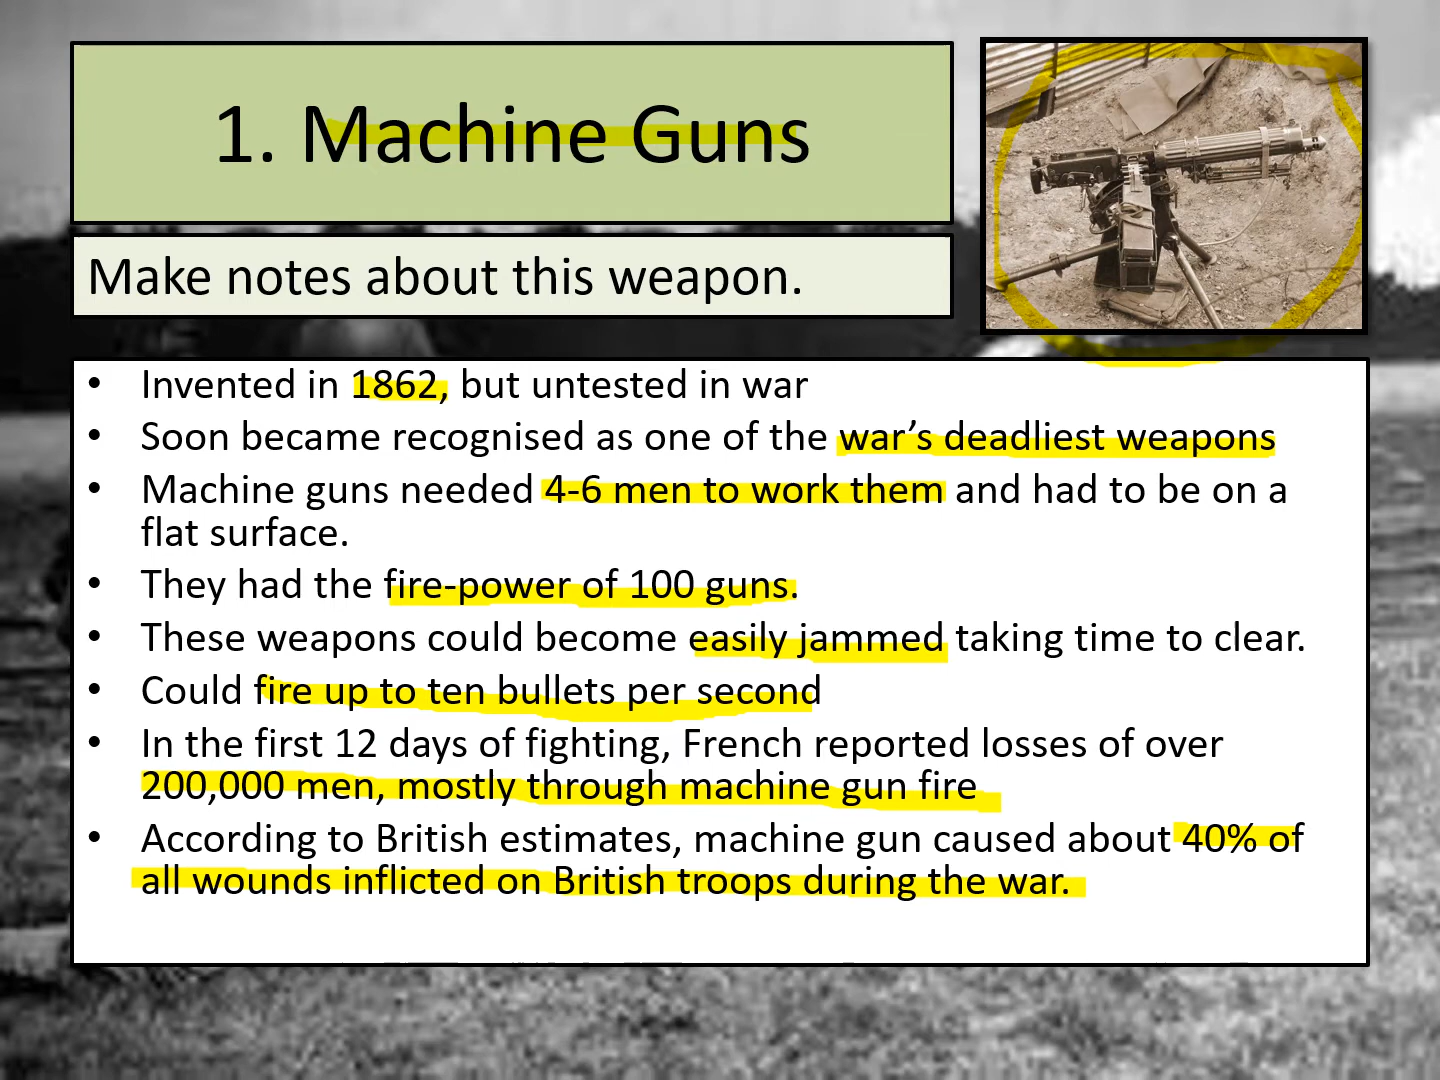 1. Machine Guns
Make notes about this weapon.
• Invented in 1862, but untested in war
• Soon became recognised as one of the war’s deadliest weapons
• Machine guns needed 4-6 men to work them and had to be on a
flat surface.
• They had the fire-power of 100 guns.
• These weapons could become easily jammed taking time to clear.
• Could fire up to ten bullets per second
• In the first 12 days of fighting, French reported losses of over
200,000 men, mostly through machine gun fire
• According to British estimates, machine gun caused about 40% of
all wounds inflicted on British troops during the war.